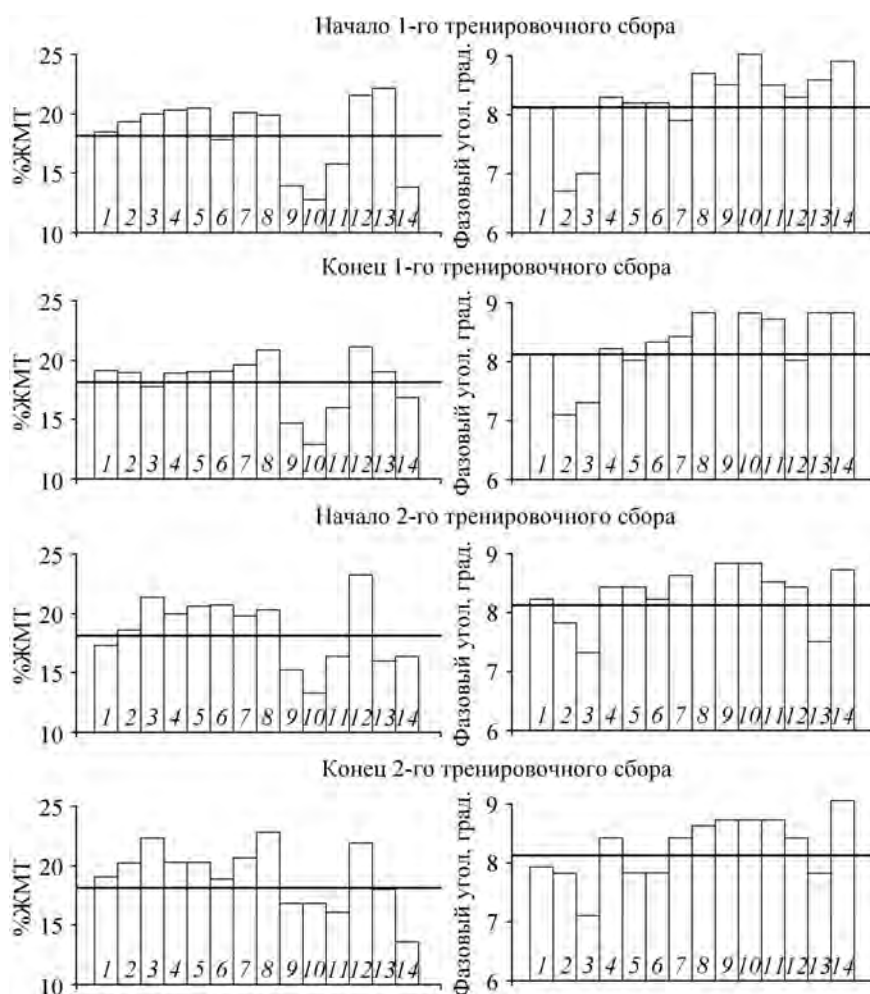 Начало 1-го тренировочного сбора
%ЖМТ
25
20
15
10
1 2 3 4 5 6 7 8 9 10 11 12 13 14
Фазовый угол, град.
9
8
7
6
1 2 3 4 5 6 7 8 9 10 11 12 13 14
Конец 1-го тренировочного сбора
%ЖМТ
25
20
15
10
1 2 3 4 5 6 7 8 9 10 11 12 13 14
Фазовый угол, град.
9
8
7
6
1 2 3 4 5 6 7 8 9 10 11 12 13 14
Начало 2-го тренировочного сбора
%ЖМТ
25
20
15
10
1 2 3 4 5 6 7 8 9 10 11 12 13 14
Фазовый угол, град.
9
8
7
6
1 2 3 4 5 6 7 8 9 10 11 12 13 14
Конец 2-го тренировочного сбора
%ЖМТ
25
20
15
10
1 2 3 4 5 6 7 8 9 10 11 12 13 14
Фазовый угол, град.
9
8
7
6
1 2 3 4 5 6 7 8 9 10 11 12 13 14